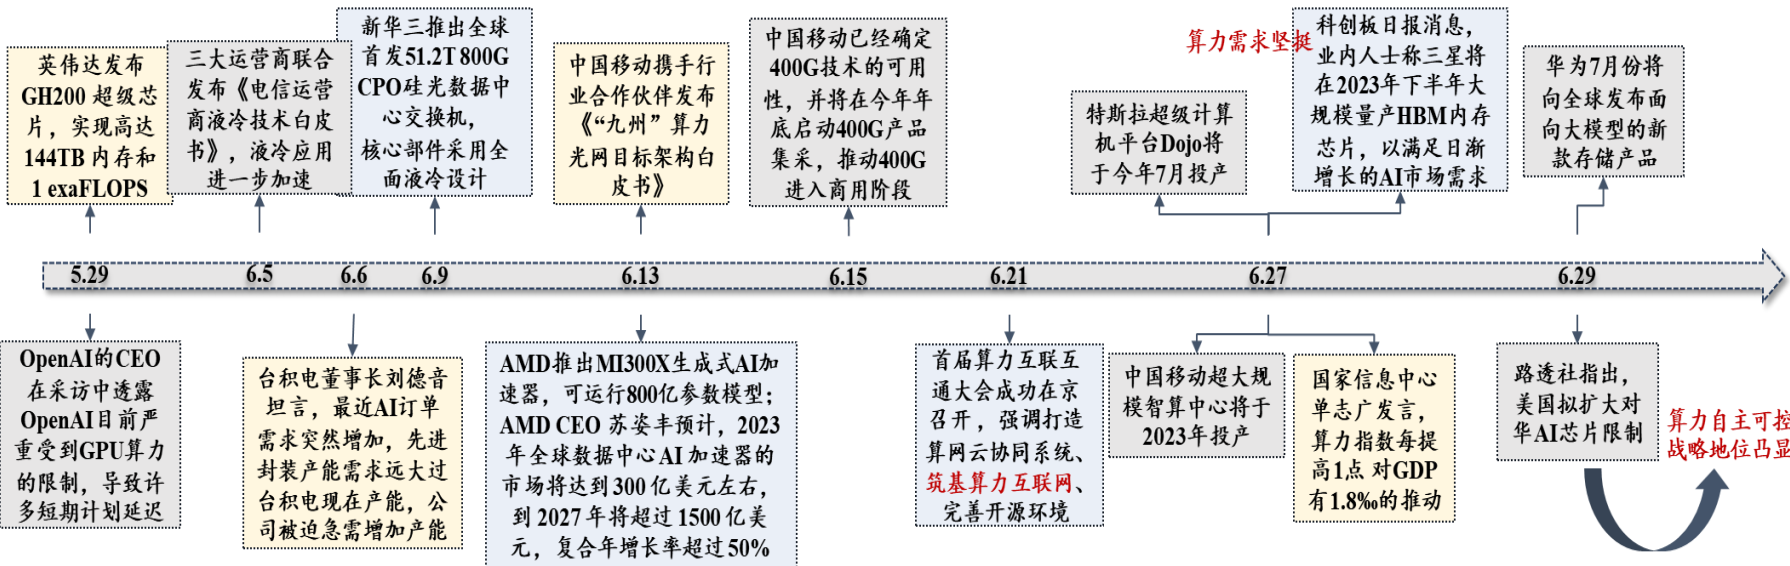 英伟达发布
GH200 超级芯
片，实现高达
144TB 内存和
1 exaFLOPS
三大运营商联合
发布《电信运营
商液冷技术白皮
书》，液冷应用
进一步加速
新华三推出全球
首发51.2T 800G
CPO硅光数据中
心交换机，
核心部件采用全
面液冷设计
中国移动携手行
业合作伙伴发布
《“九州”算力
光网目标架构白
皮书》
中国移动已经确定
400G技术的可用
性，并将在今年年
底启动400G产品
集采，推动400G
进入商用阶段
算力需求坚挺
特斯拉超级计算
机平台Dojo将
于今年7月投产
科创板日报消息，
业内人士称三星将
在2023年下半年大
规模量产HBM内存
芯片，以满足日渐
增长的AI市场需求
华为7月份将
向全球发布面
向大模型的新
款存储产品
5.29
6.5
6.6
6.9
6.13
6.15
6.21
6.27
6.29
OpenAI的CEO
在采访中透露
OpenAI目前严
重受到GPU算力
的限制，导致许
多短期计划延迟
台积电董事长刘德音
坦言，最近AI订单
需求突然增加，先进
封装产能需求远大过
台积电现在产能，公
司被迫急需增加产能
AMD推出MI300X生成式AI加
速器，可运行800亿参数模型；
AMD CEO 苏姿丰预计，2023
年全球数据中心AI 加速器的
市场将达到300亿美元左右，
到 2027 年将超过 1500 亿美
元，复合年增长率超过50%
首届算力互联互
通大会成功在京
召开，强调打造
算网云协同系统、
筑基算力互联网、
完善开源环境
中国移动超大规
模智算中心将于
2023年投产
国家信息中心
单志广发言，
算力指数每提
高1点 对GDP
有1.8‰的推动
路透社指出，
美国拟扩大对
华AI芯片限制
算力自主可控
战略地位凸显